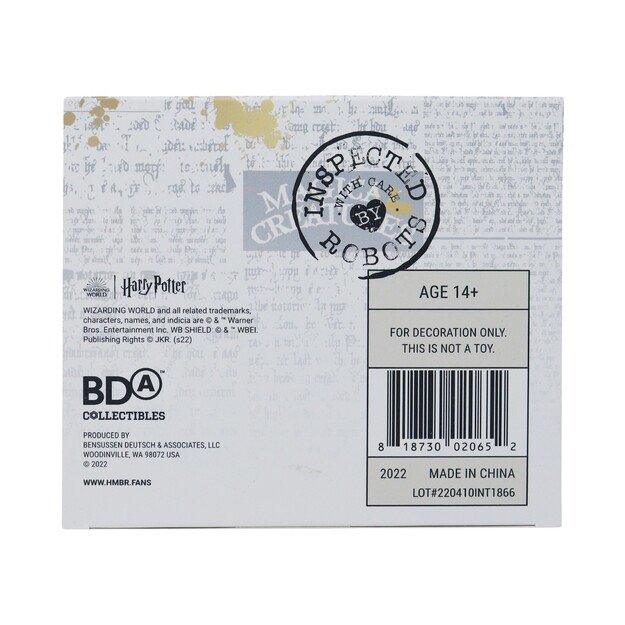 INSPECTED
WITH CARE
BY
ROBOTS
MAGICAL
CREATURES
WIZARDING
WORLD
Harry Potter
WIZARDING WORLD and all related trademarks,
characters, names, and indicia are © & ™ Warner
Bros. Entertainment Inc. WB SHIELD: © & ™ WBEI.
Publishing Rights © JKR. (s22)
BDA™
COLLECTIBLES
PRODUCED BY
BENSUSSEN DEUTSCH & ASSOCIATES, LLC
WOODINVILLE, WA 98072 USA
© 2022
WWW.HMBR.FANS
AGE 14+
FOR DECORATION ONLY.
THIS IS NOT A TOY.
8 18730 02065 2
2022 MADE IN CHINA
LOT#220410INT1866